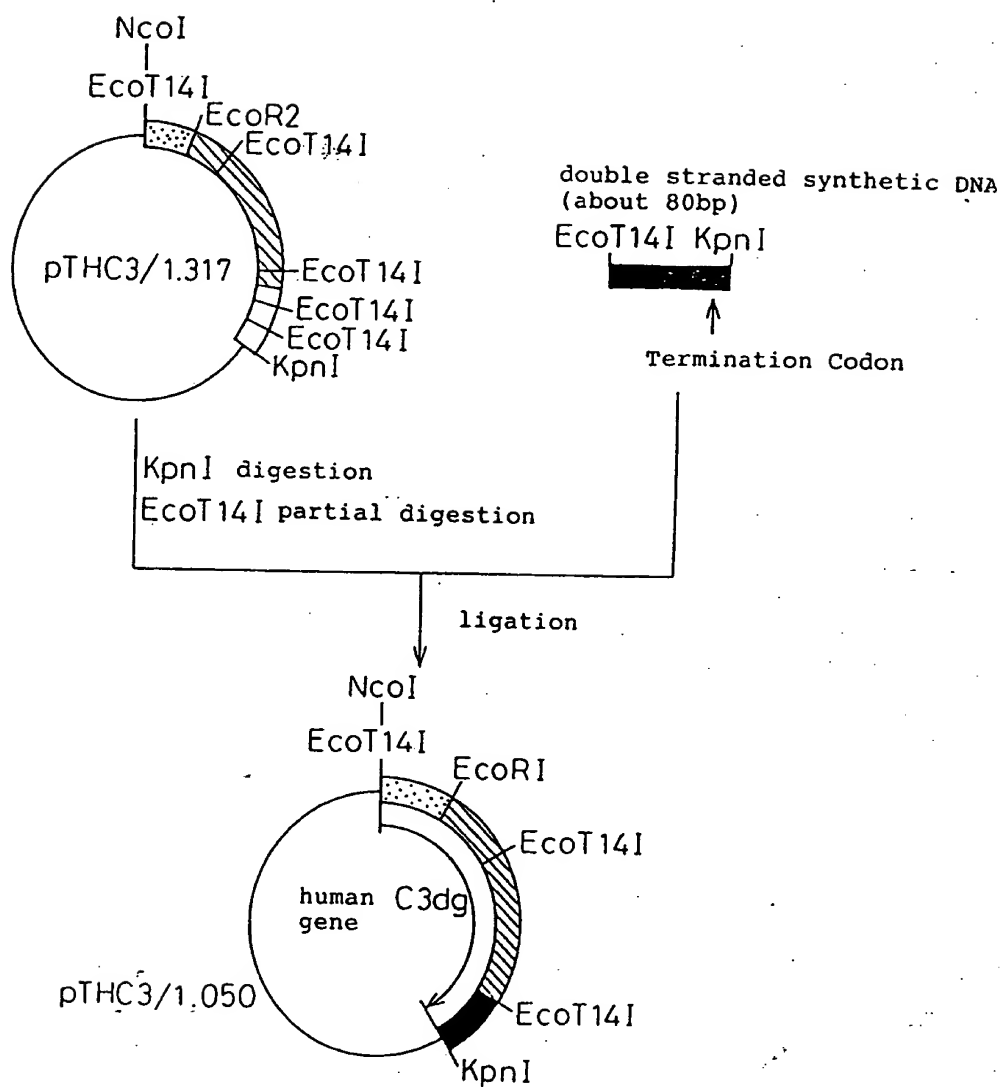 NcoI
EcoT14I
EcoR2
EcoT14I
pTHC3/1.317
EcoT14I
EcoT14I
EcoT14I
KpnI
double stranded synthetic DNA
(about 80bp)
EcoT14I KpnI
Termination Codon
KpnI digestion
EcoT14I partial digestion
ligation
NcoI
EcoT14I
EcoRI
EcoT14I
human C3dg
gene
pTHC3/1.050
EcoT14I
KpnI